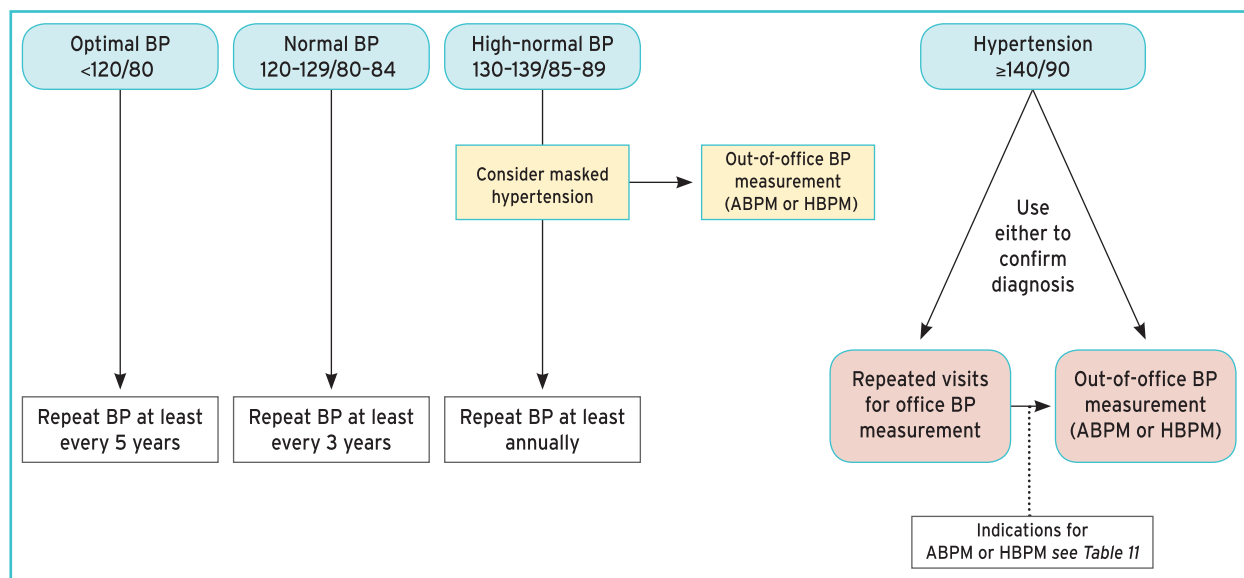 Optimal BP
<120/80
Normal BP
120–129/80–84
High–normal BP
130–139/85–89
Hypertension
≥140/90
Consider masked
hypertension
Out-of-office BP
measurement
(ABPM or HBPM)
Use
either to
confirm
diagnosis
Repeat BP at least
every 5 years
Repeat BP at least
every 3 years
Repeat BP at least
annually
Repeated visits
for office BP
measurement
Out-of-office BP
measurement
(ABPM or HBPM)
Indications for
ABPM or HBPM see Table 11